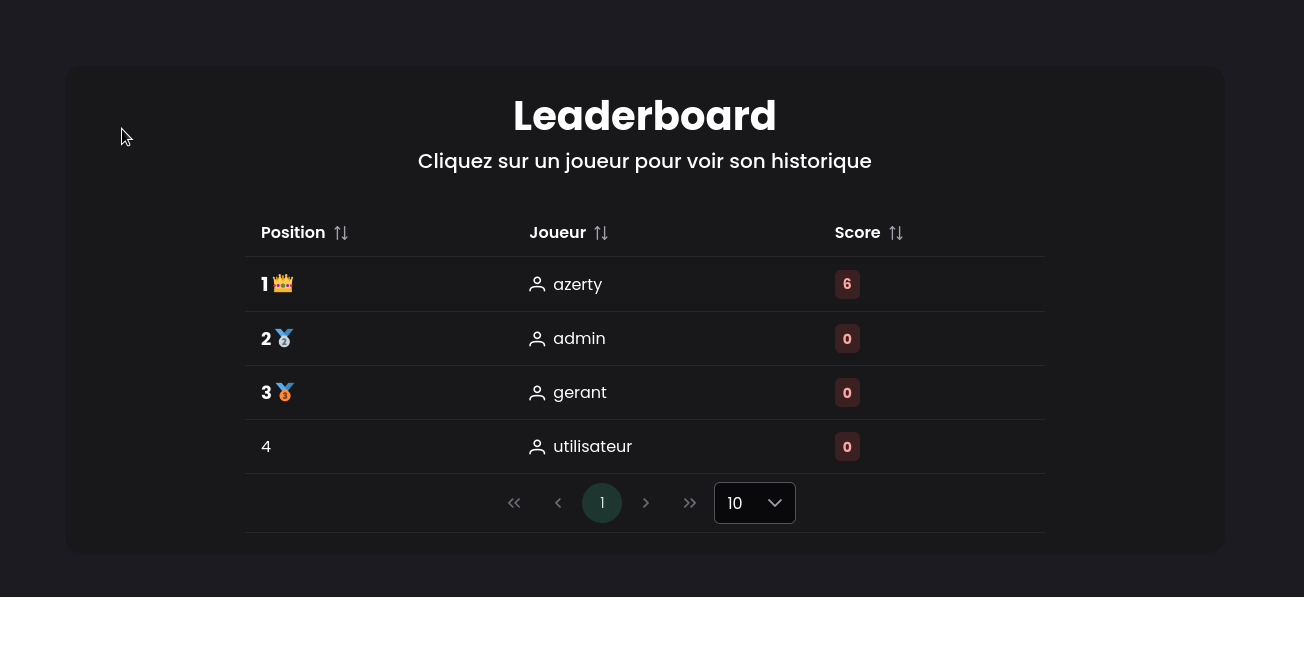 Leaderboard
Cliquez sur un joueur pour voir son historique
Position Joueur Score
1 azerty 6
2 admin 0
3 gerant 0
4 utilisateur 0
1 10